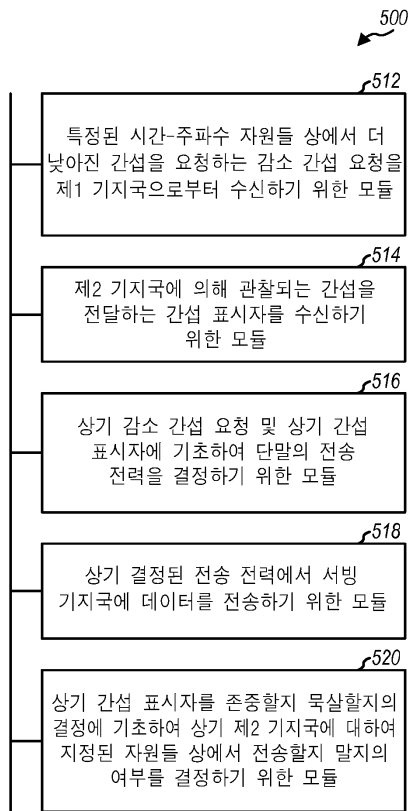 500
512
특정된 시간-주파수 자원들 상에서 더
낮아진 간섭을 요청하는 감소 간섭 요청을
제1 기지국으로부터 수신하기 위한 모듈
514
제2 기지국에 의해 관찰되는 간섭을
전달하는 간섭 표시자를 수신하기
위한 모듈
516
상기 감소 간섭 요청 및 상기 간섭
표시자에 기초하여 단말의 전송
전력을 결정하기 위한 모듈
518
상기 결정된 전송 전력에서 서빙
기지국에 데이터를 전송하기 위한 모듈
520
상기 간섭 표시자를 존중할지 묵살할지의
결정에 기초하여 상기 제2 기지국에 대하여
지정된 자원들 상에서 전송할지 말지의
여부를 결정하기 위한 모듈